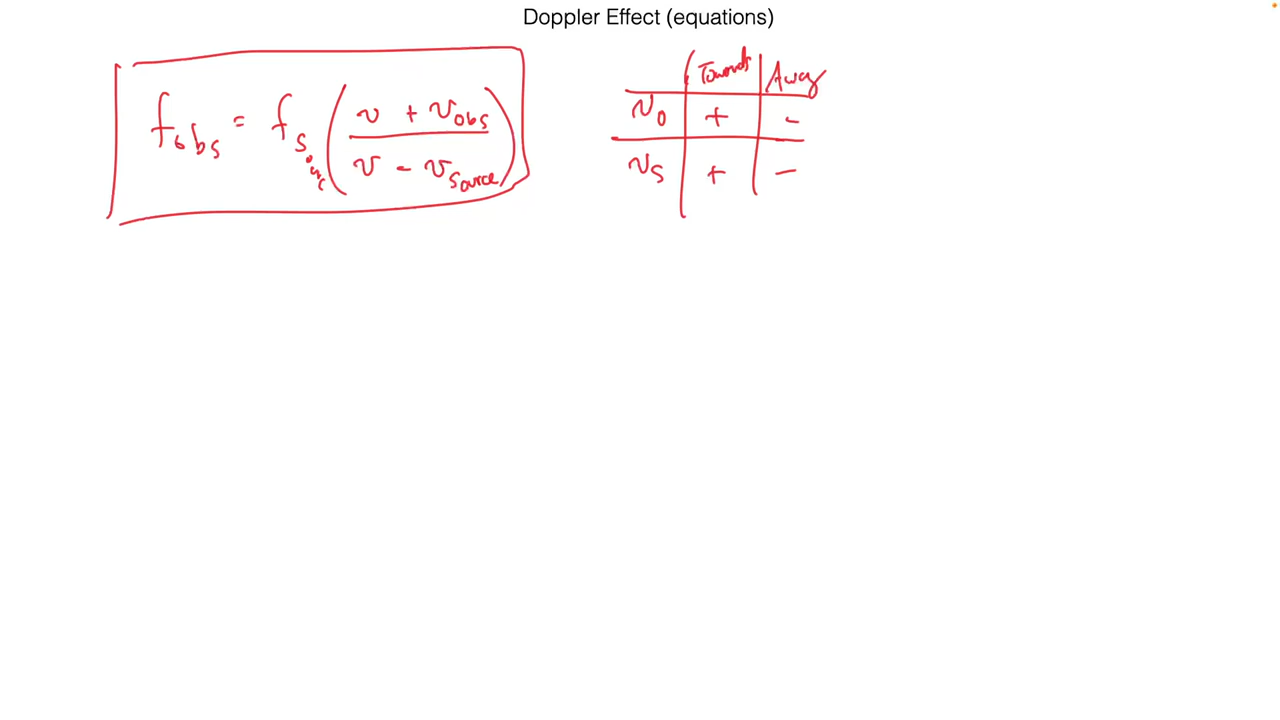 Doppler Effect (equations)
f_obs = f_source ( (v + v_obs) / (v - v_source) )
Towards | Away
v_o | + | -
v_s | + | -